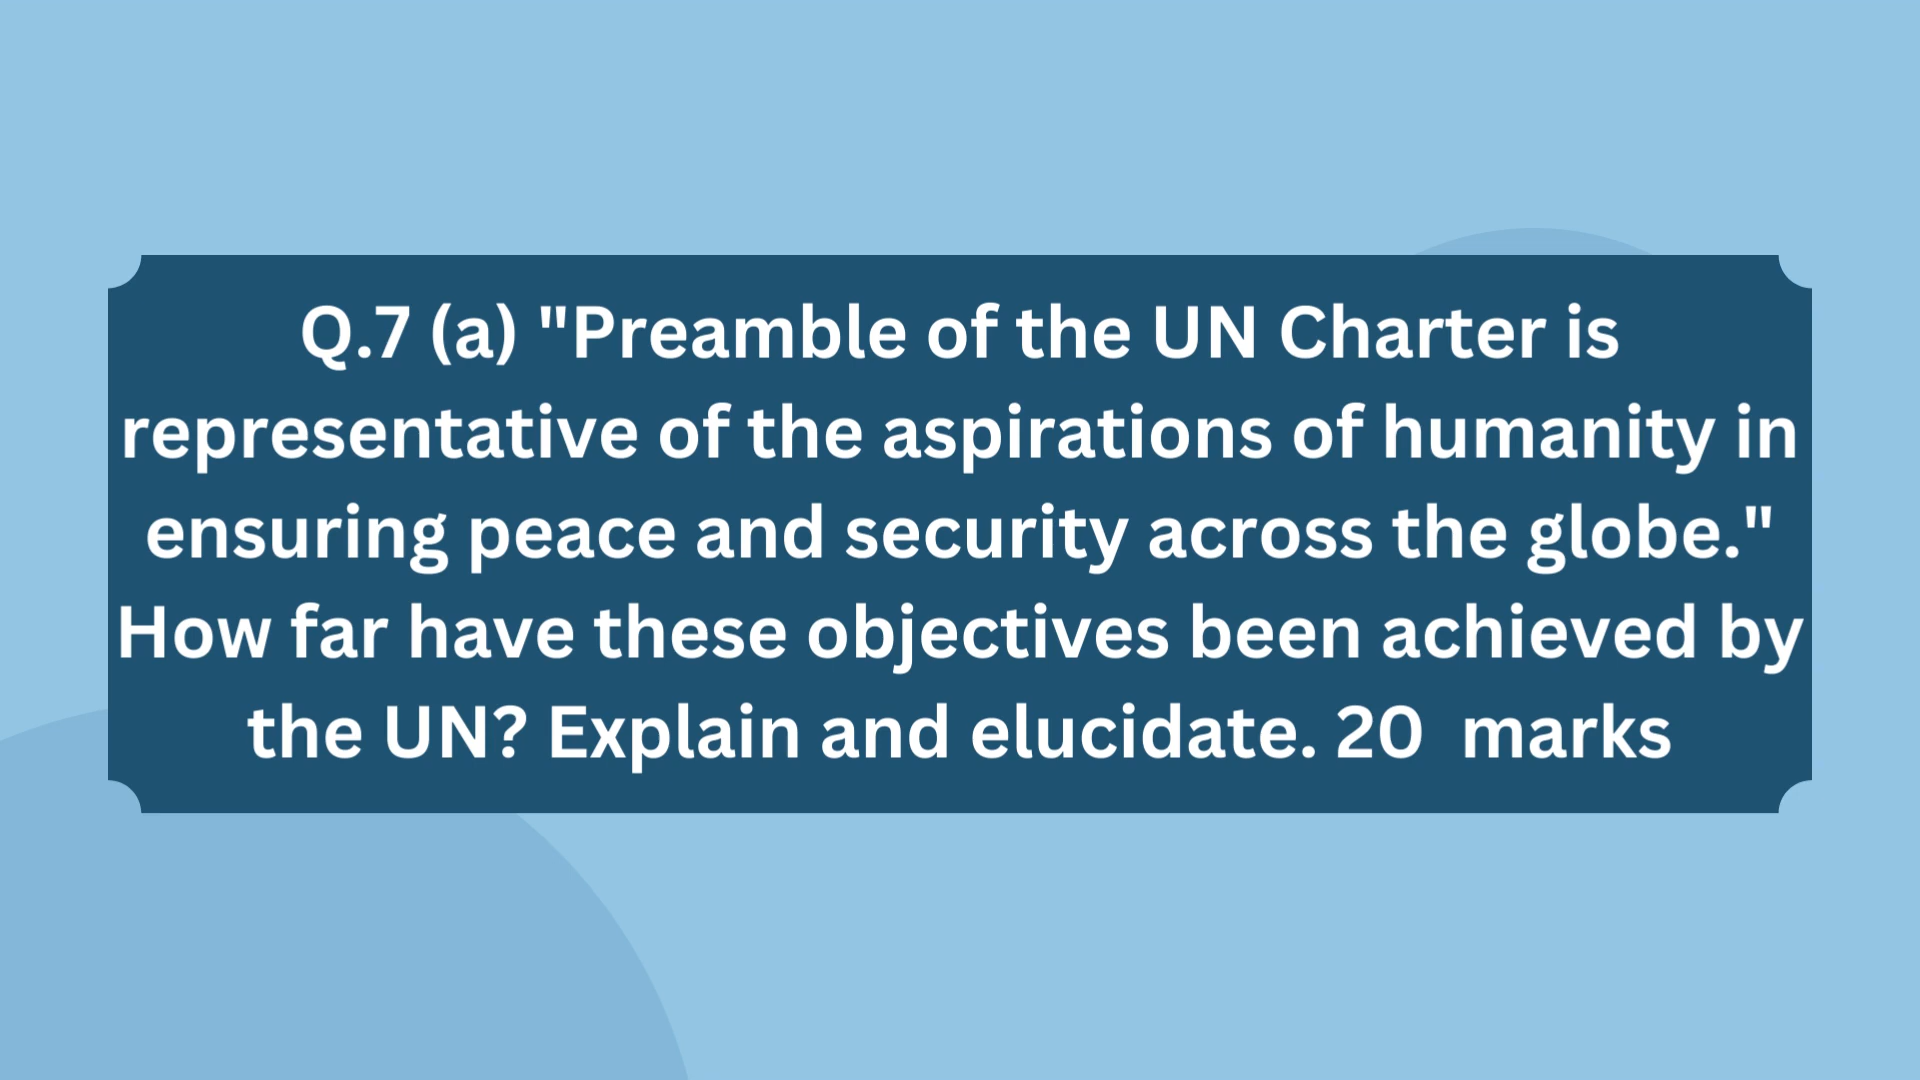 Q.7 (a) "Preamble of the UN Charter is
representative of the aspirations of humanity in
ensuring peace and security across the globe."
How far have these objectives been achieved by
the UN? Explain and elucidate. 20  marks